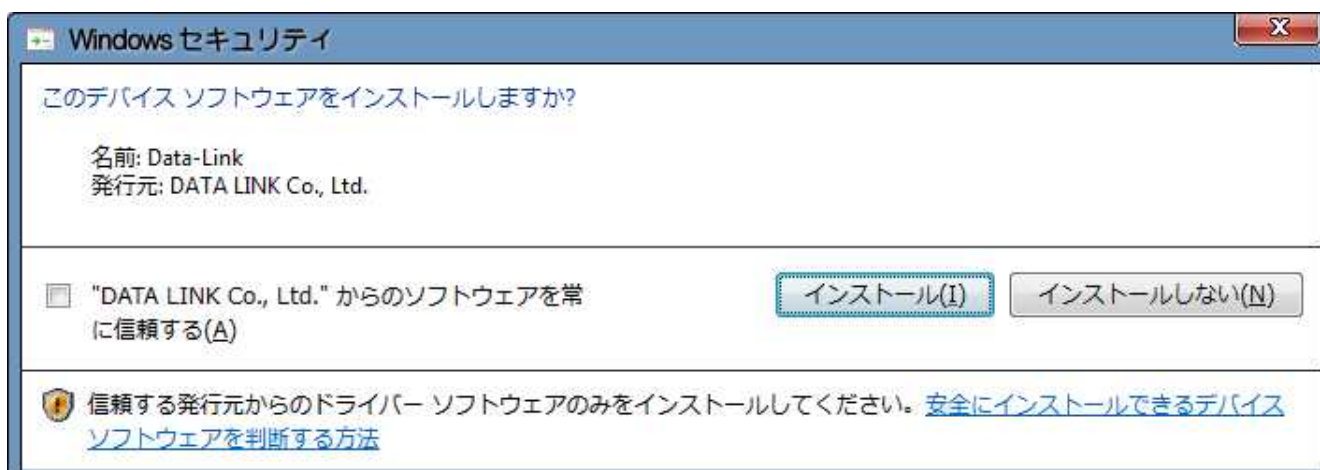 Windows セキュリティ
このデバイス ソフトウェアをインストールしますか?
名前: Data-Link
発行元: DATA LINK Co., Ltd.
"DATA LINK Co., Ltd." からのソフトウェアを常
に信頼する(A)
インストール(I)
インストールしない(N)
信頼する発行元からのドライバー ソフトウェアのみをインストールしてください。安全にインストールできるデバイス
ソフトウェアを判断する方法